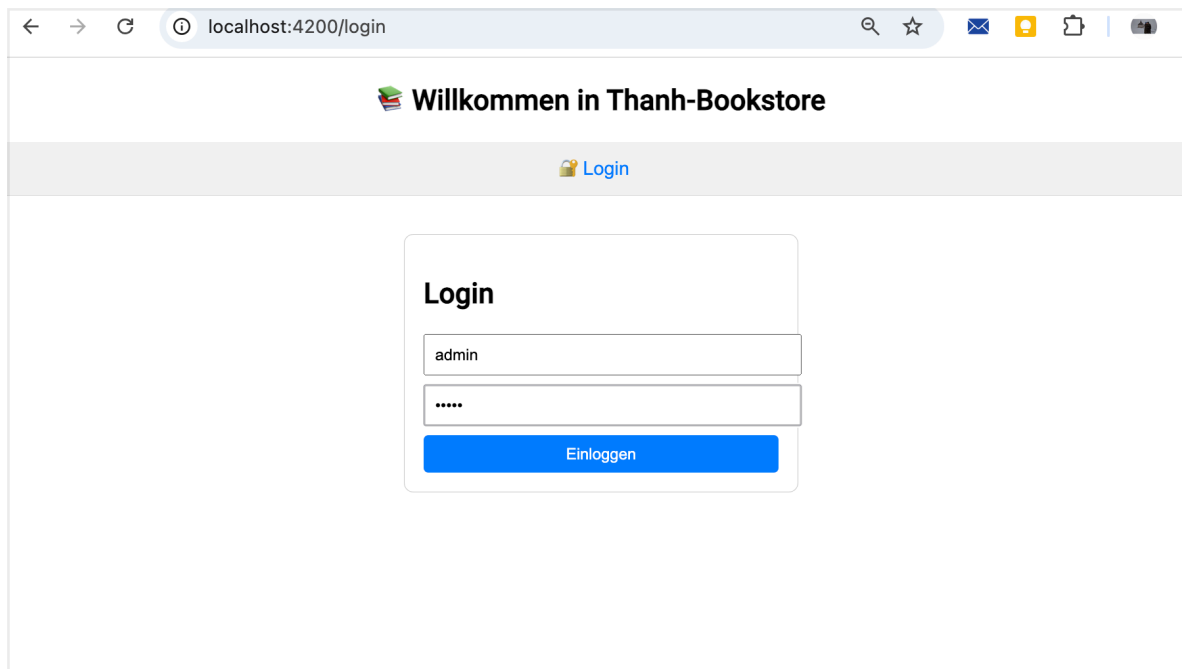 localhost:4200/login
📚 Willkommen in Thanh-Bookstore
🔐 Login
Login
admin
•••••
Einloggen